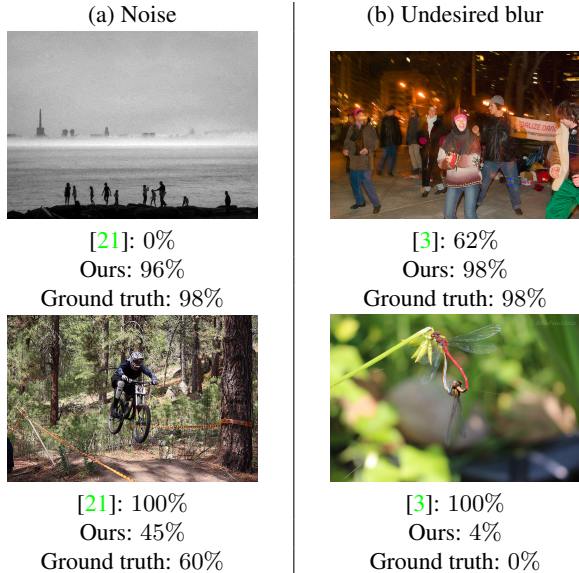 (a) Noise
[21]: 0%
Ours: 96%
Ground truth: 98%
[21]: 100%
Ours: 45%
Ground truth: 60%
(b) Undesired blur
[3]: 62%
Ours: 98%
Ground truth: 98%
[3]: 100%
Ours: 4%
Ground truth: 0%